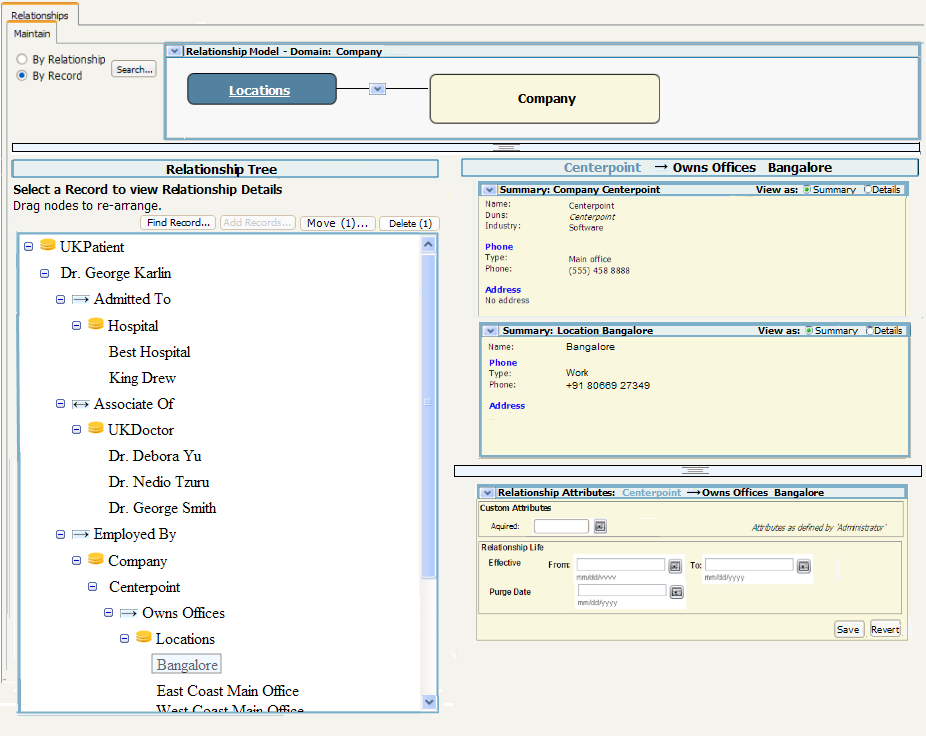 Relationships
Maintain
By Relationship
By Record
Search...
Relationship Model - Domain: Company
Locations
Company
Relationship Tree
Select a Record to view Relationship Details
Drag nodes to re-arrange.
Find Record... Add Records... Move (1)... Delete (1)
UKPatient
Dr. George Karlin
Admitted To
Hospital
Best Hospital
King Drew
Associate Of
UKDoctor
Dr. Debora Yu
Dr. Nedio Tzuru
Dr. George Smith
Employed By
Company
Centerpoint
Owns Offices
Locations
Bangalore
East Coast Main Office
West Coast Main Office
Centerpoint → Owns Offices Bangalore
Summary: Company Centerpoint View as: Summary Details
Name: Centerpoint
Duns: Centerpoint
Industry: Software
Phone
Type: Main office
Phone: (555) 458 8888
Address
No address
Summary: Location Bangalore View as: Summary Details
Name: Bangalore
Phone
Type: Work
Phone: +91 80669 27349
Address
Relationship Attributes: Centerpoint → Owns Offices Bangalore
Custom Attributes
Aquired: Attributes as defined by 'Administrator'
Relationship Life
Effective From: To:
mm/dd/yyyy mm/dd/yyyy
Purge Date
mm/dd/yyyy
Save Revert